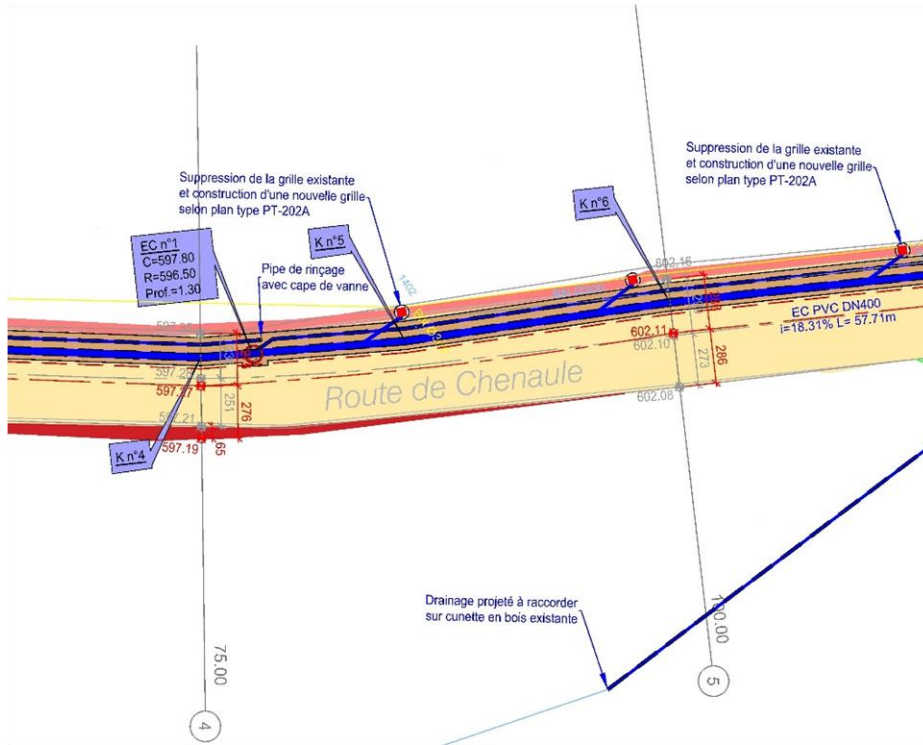 Suppression de la grille existante
et construction d'une nouvelle grille
selon plan type PT-202A
Suppression de la grille existante
et construction d'une nouvelle grille
selon plan type PT-202A
K n°6
K n°5
EC n°1
C=597.80
R=596.50
Prof.=1.30
Pipe de rinçage
avec cape de vanne
1402
602.16
EC PVC DN400
i=18.31% L= 57.71m
602.11
602.10
273
286
602.08
Route de Chenaule
597.27
251
276
597.21
597.19
65
K n°4
Drainage projeté à raccorder
sur cunette en bois existante
75.00
100.00
4
5